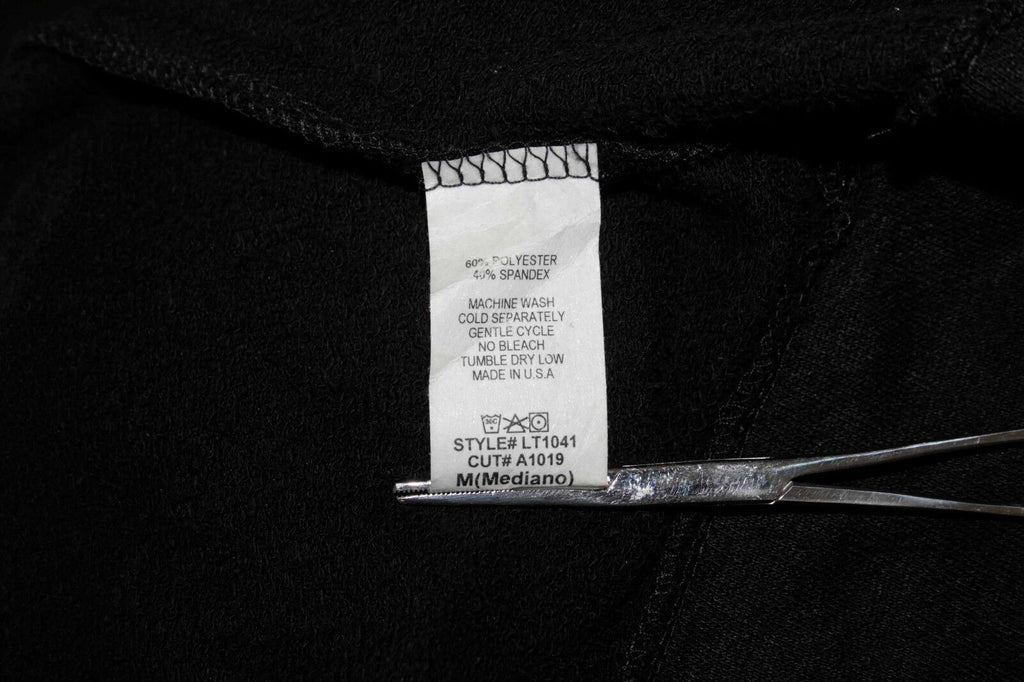 60% POLYESTER
40% SPANDEX
MACHINE WASH
COLD SEPARATELY
GENTLE CYCLE
NO BLEACH
TUMBLE DRY LOW
MADE IN U.S.A
30C
STYLE# LT1041
CUT# A1019
M(Mediano)